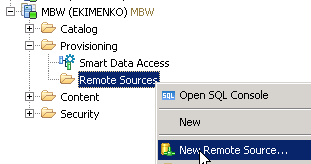 MBW (EKIMENKO) MBW
Catalog
Provisioning
Smart Data Access
Remote Sources
Content
Security
SQL Open SQL Console
New
New Remote Source...